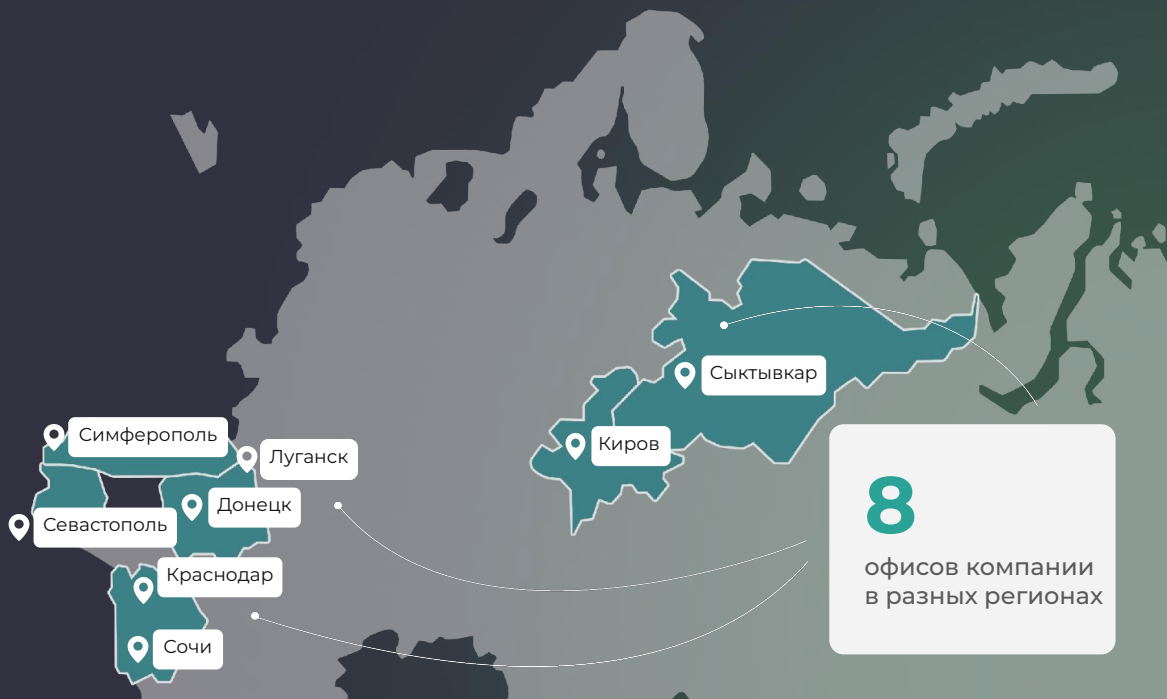 Сыктывкар
Киров
Симферополь
Луганск
Донецк
Севастополь
Краснодар
Сочи
8
офисов компании
в разных регионах